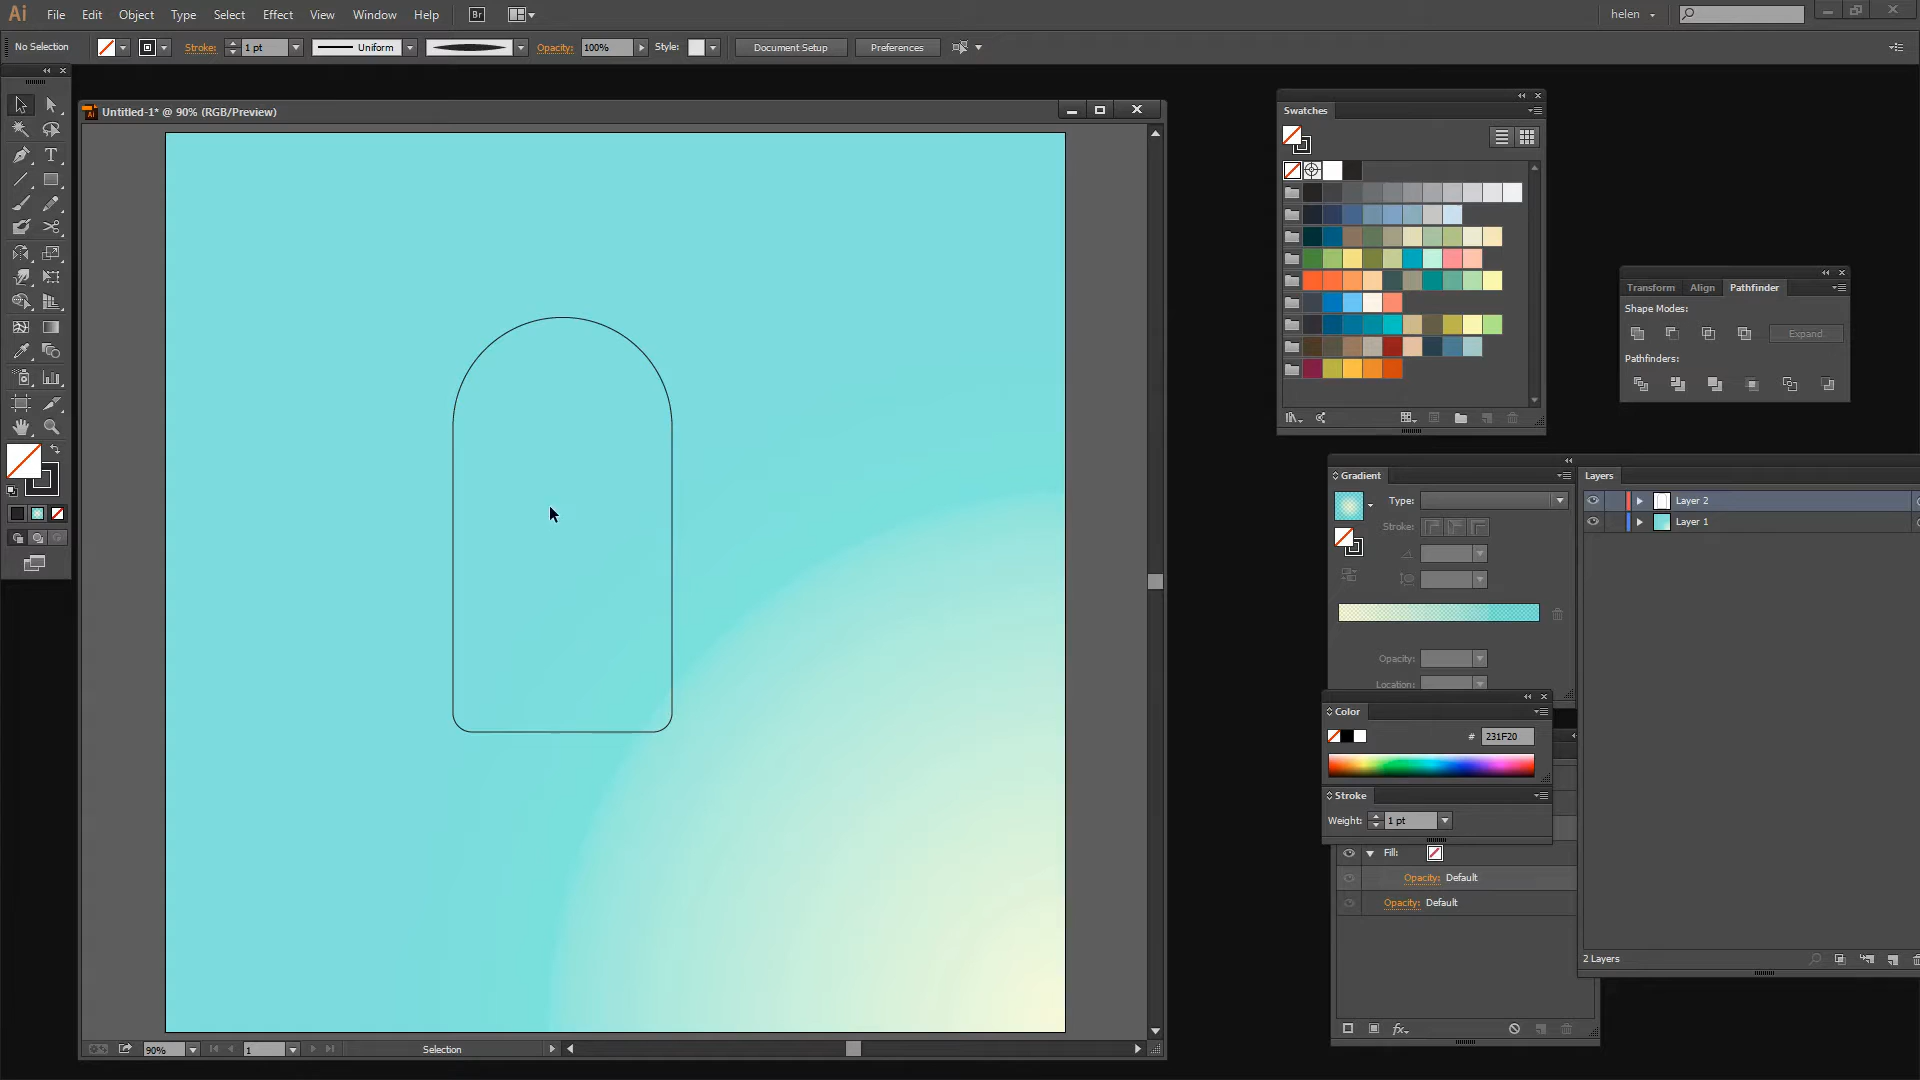 Ai File Edit Object Type Select Effect View Window Help Br helen
No Selection Stroke: 1 pt Uniform Opacity: 100% Style: Document Setup Preferences
Untitled-1* @ 90% (RGB/Preview)
Swatches
Transform Align Pathfinder
Shape Modes:
Expand
Pathfinders:
Gradient
Type:
Stroke:
Opacity:
Location:
Layers
Layer 2
Layer 1
2 Layers
Color
# 231F20
Stroke
Weight: 1 pt
Fill:
Opacity: Default
Opacity: Default
fx
90% 1 Selection